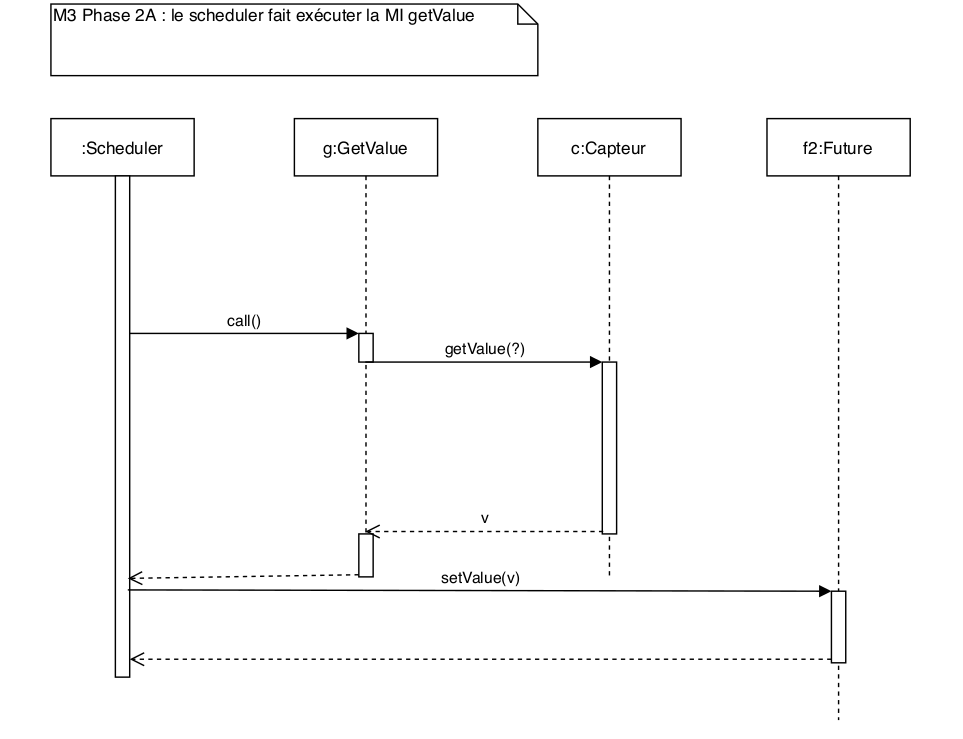 M3 Phase 2A : le scheduler fait exécuter la MI getValue
:Scheduler
g:GetValue
c:Capteur
f2:Future
call()
getValue(?)
v
setValue(v)